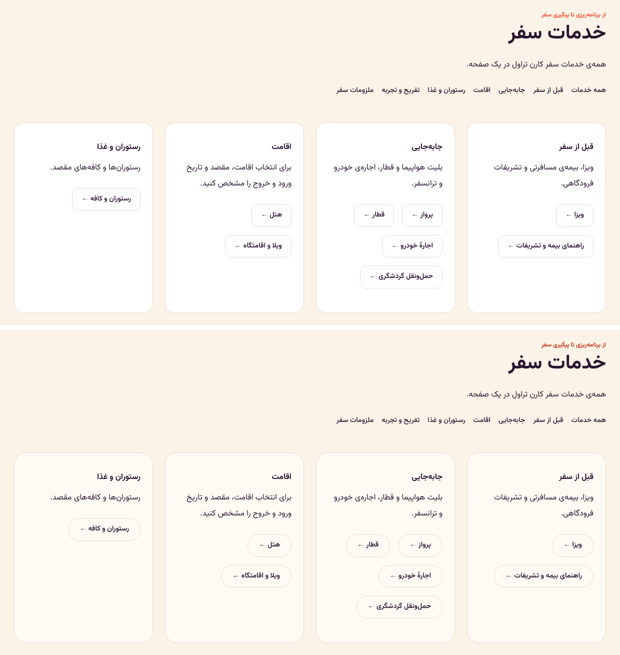 از برنامه‌ریزی تا پیگیری سفر
خدمات سفر
همه‌ی خدمات سفر کارن تراول در یک صفحه.
همه خدمات قبل از سفر جابه‌جایی اقامت رستوران و غذا تفریح و تجربه ملزومات سفر
قبل از سفر
ویزا، بیمه‌ی مسافرتی و تشریفات
فرودگاهی.
ویزا ←
راهنمای بیمه و تشریفات ←
جابه‌جایی
بلیت هواپیما و قطار، اجاره‌ی خودرو
و ترانسفر.
پرواز ←
قطار ←
اجارهٔ خودرو ←
حمل‌ونقل گردشگری ←
اقامت
برای انتخاب اقامت، مقصد و تاریخ
ورود و خروج را مشخص کنید.
هتل ←
ویلا و اقامتگاه ←
رستوران و غذا
رستوران‌ها و کافه‌های مقصد.
رستوران و کافه ←
از برنامه‌ریزی تا پیگیری سفر
خدمات سفر
همه‌ی خدمات سفر کارن تراول در یک صفحه.
همه خدمات قبل از سفر جابه‌جایی اقامت رستوران و غذا تفریح و تجربه ملزومات سفر
قبل از سفر
ویزا، بیمه‌ی مسافرتی و تشریفات
فرودگاهی.
ویزا ←
راهنمای بیمه و تشریفات ←
جابه‌جایی
بلیت هواپیما و قطار، اجاره‌ی خودرو
و ترانسفر.
پرواز ←
قطار ←
اجارهٔ خودرو ←
حمل‌ونقل گردشگری ←
اقامت
برای انتخاب اقامت، مقصد و تاریخ
ورود و خروج را مشخص کنید.
هتل ←
ویلا و اقامتگاه ←
رستوران و غذا
رستوران‌ها و کافه‌های مقصد.
رستوران و کافه ←